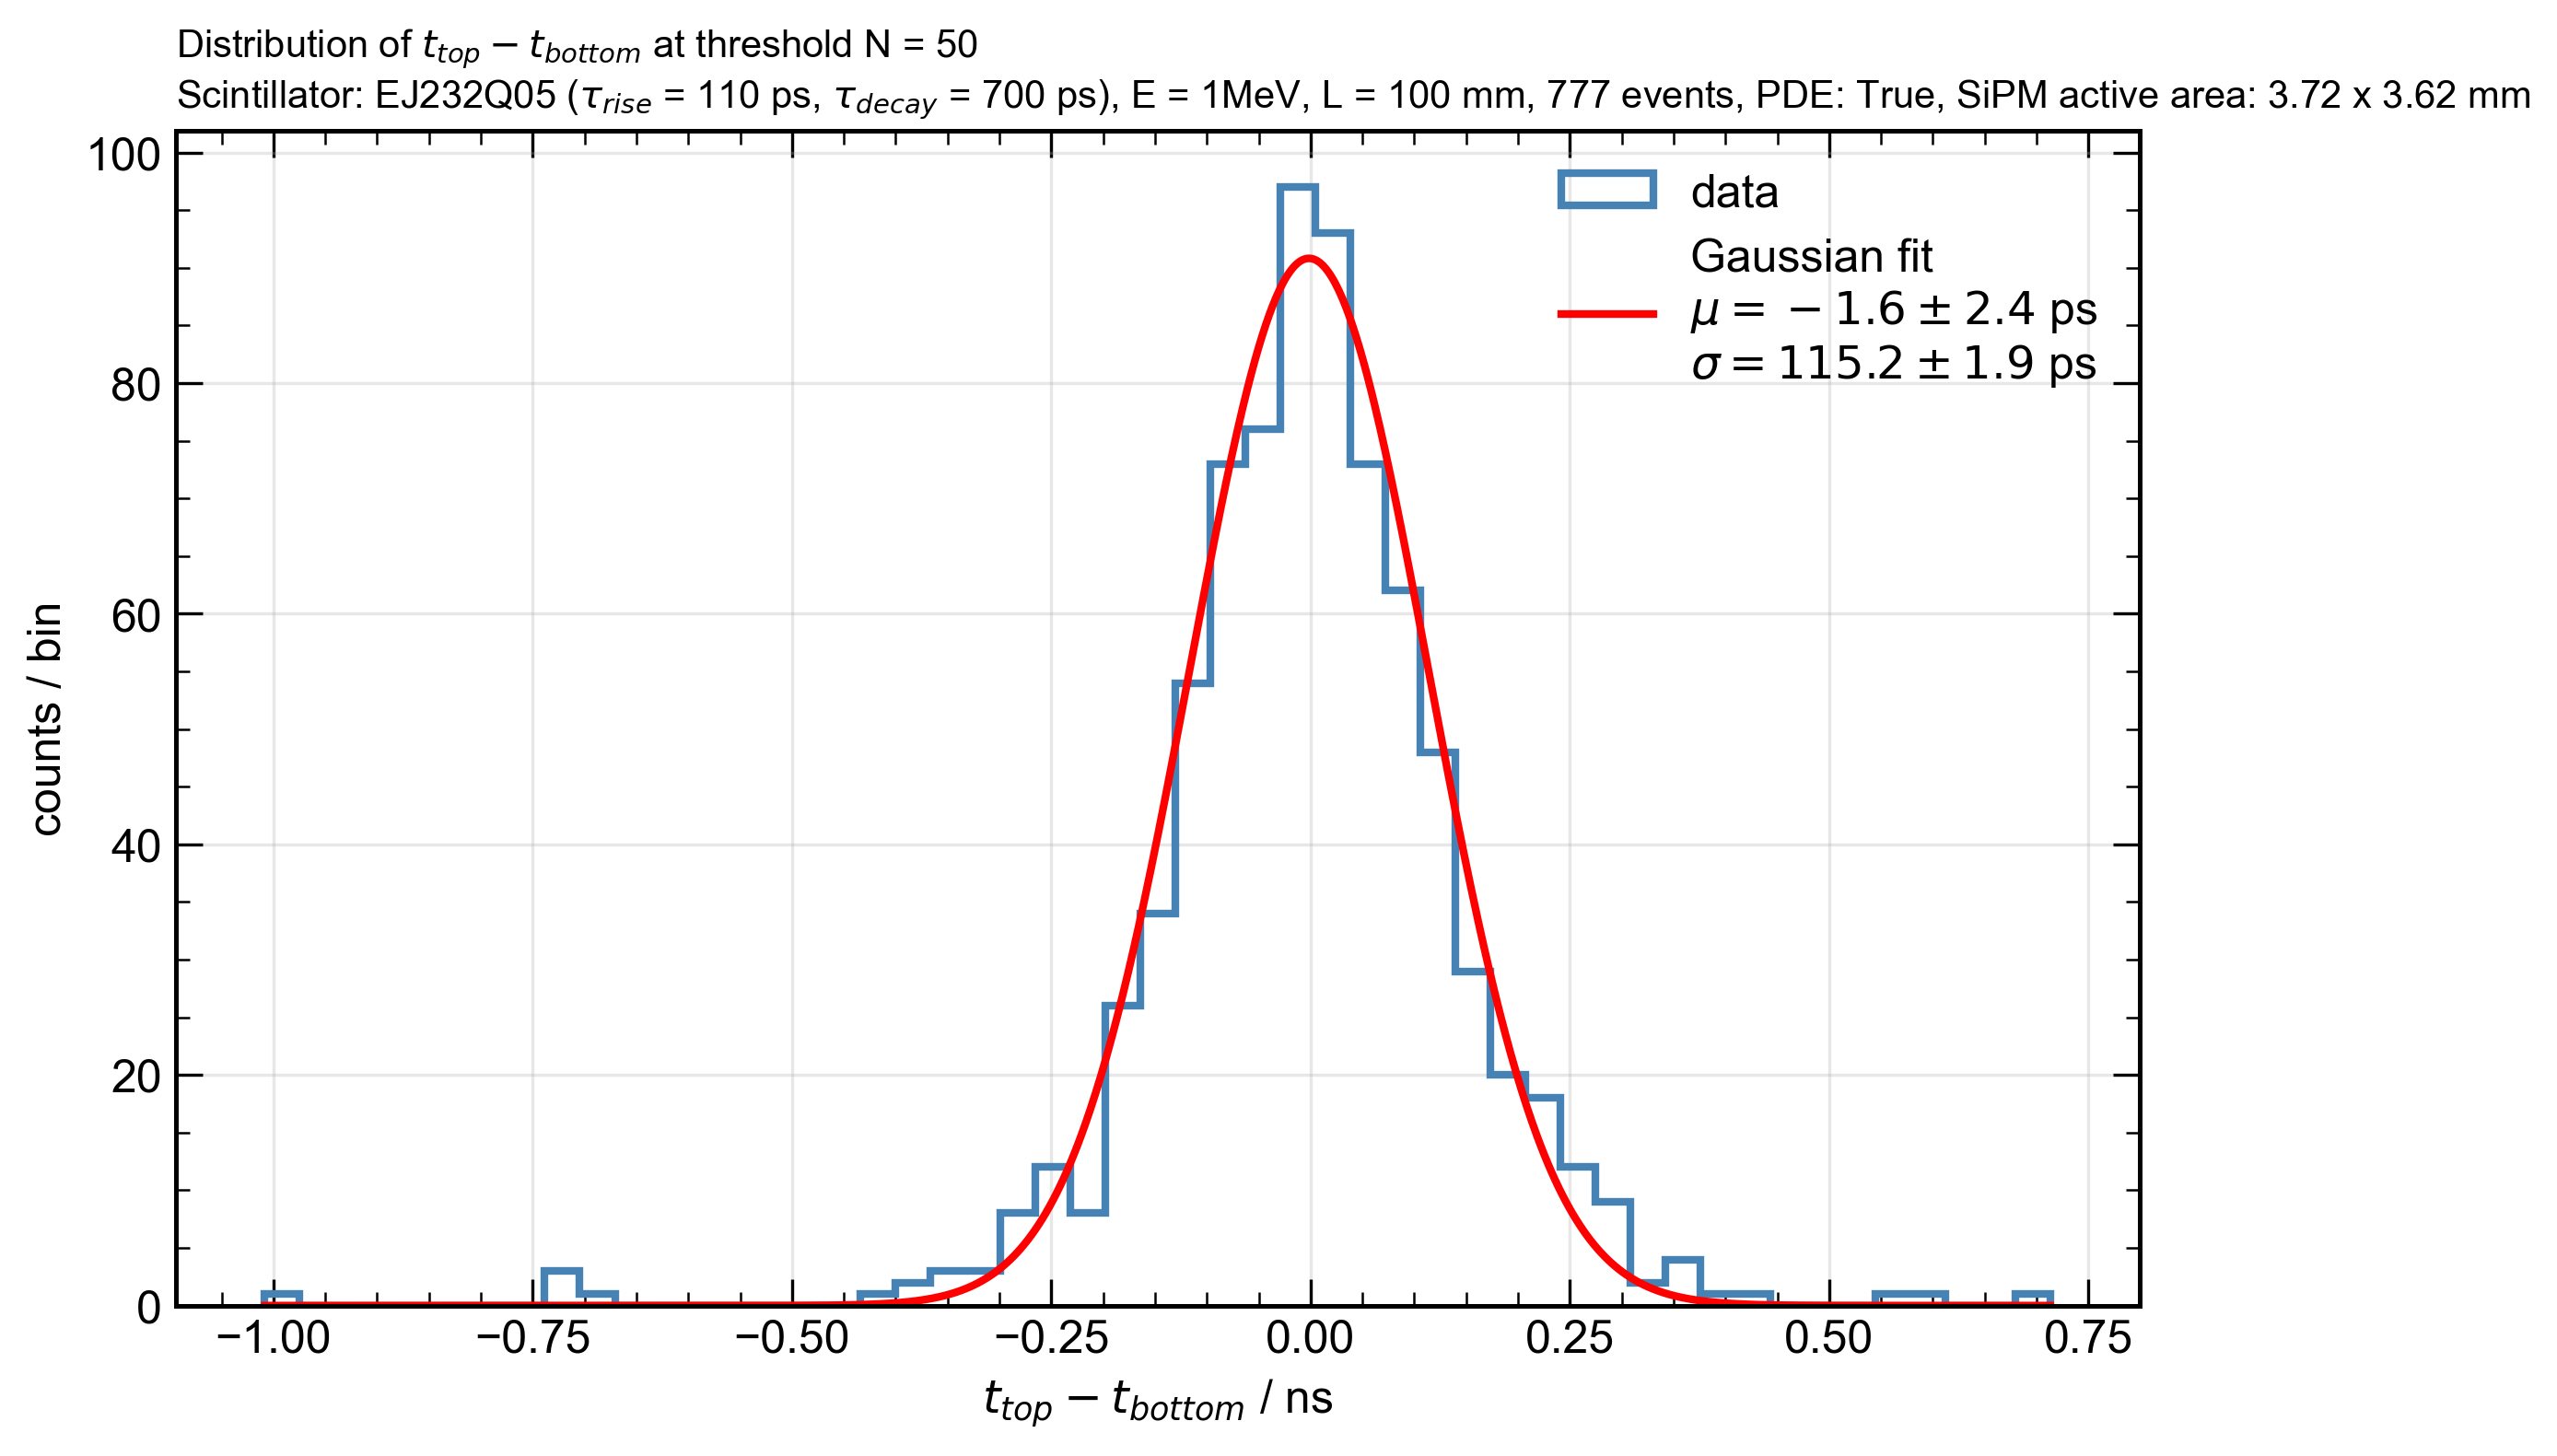 Distribution of t_top − t_bottom at threshold N = 50
Scintillator: EJ232Q05 (τ_rise = 110 ps, τ_decay = 700 ps), E = 1MeV, L = 100 mm, 777 events, PDE: True, SiPM active area: 3.72 x 3.62 mm
data
Gaussian fit
μ = −1.6 ± 2.4 ps
σ = 115.2 ± 1.9 ps
100
80
60
40
20
0
counts / bin
−1.00 −0.75 −0.50 −0.25 0.00 0.25 0.50 0.75
t_top − t_bottom / ns